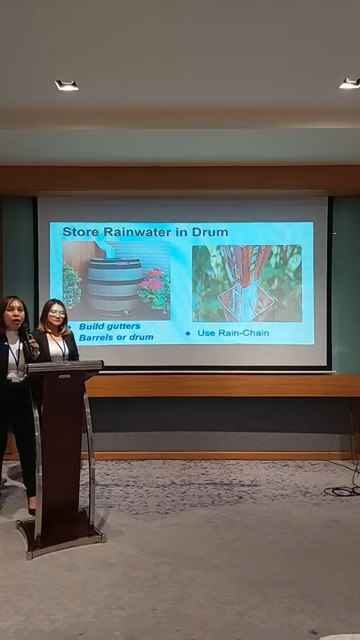 Store Rainwater in Drum
Build gutters
Barrels or drum
● Use Rain-Chain